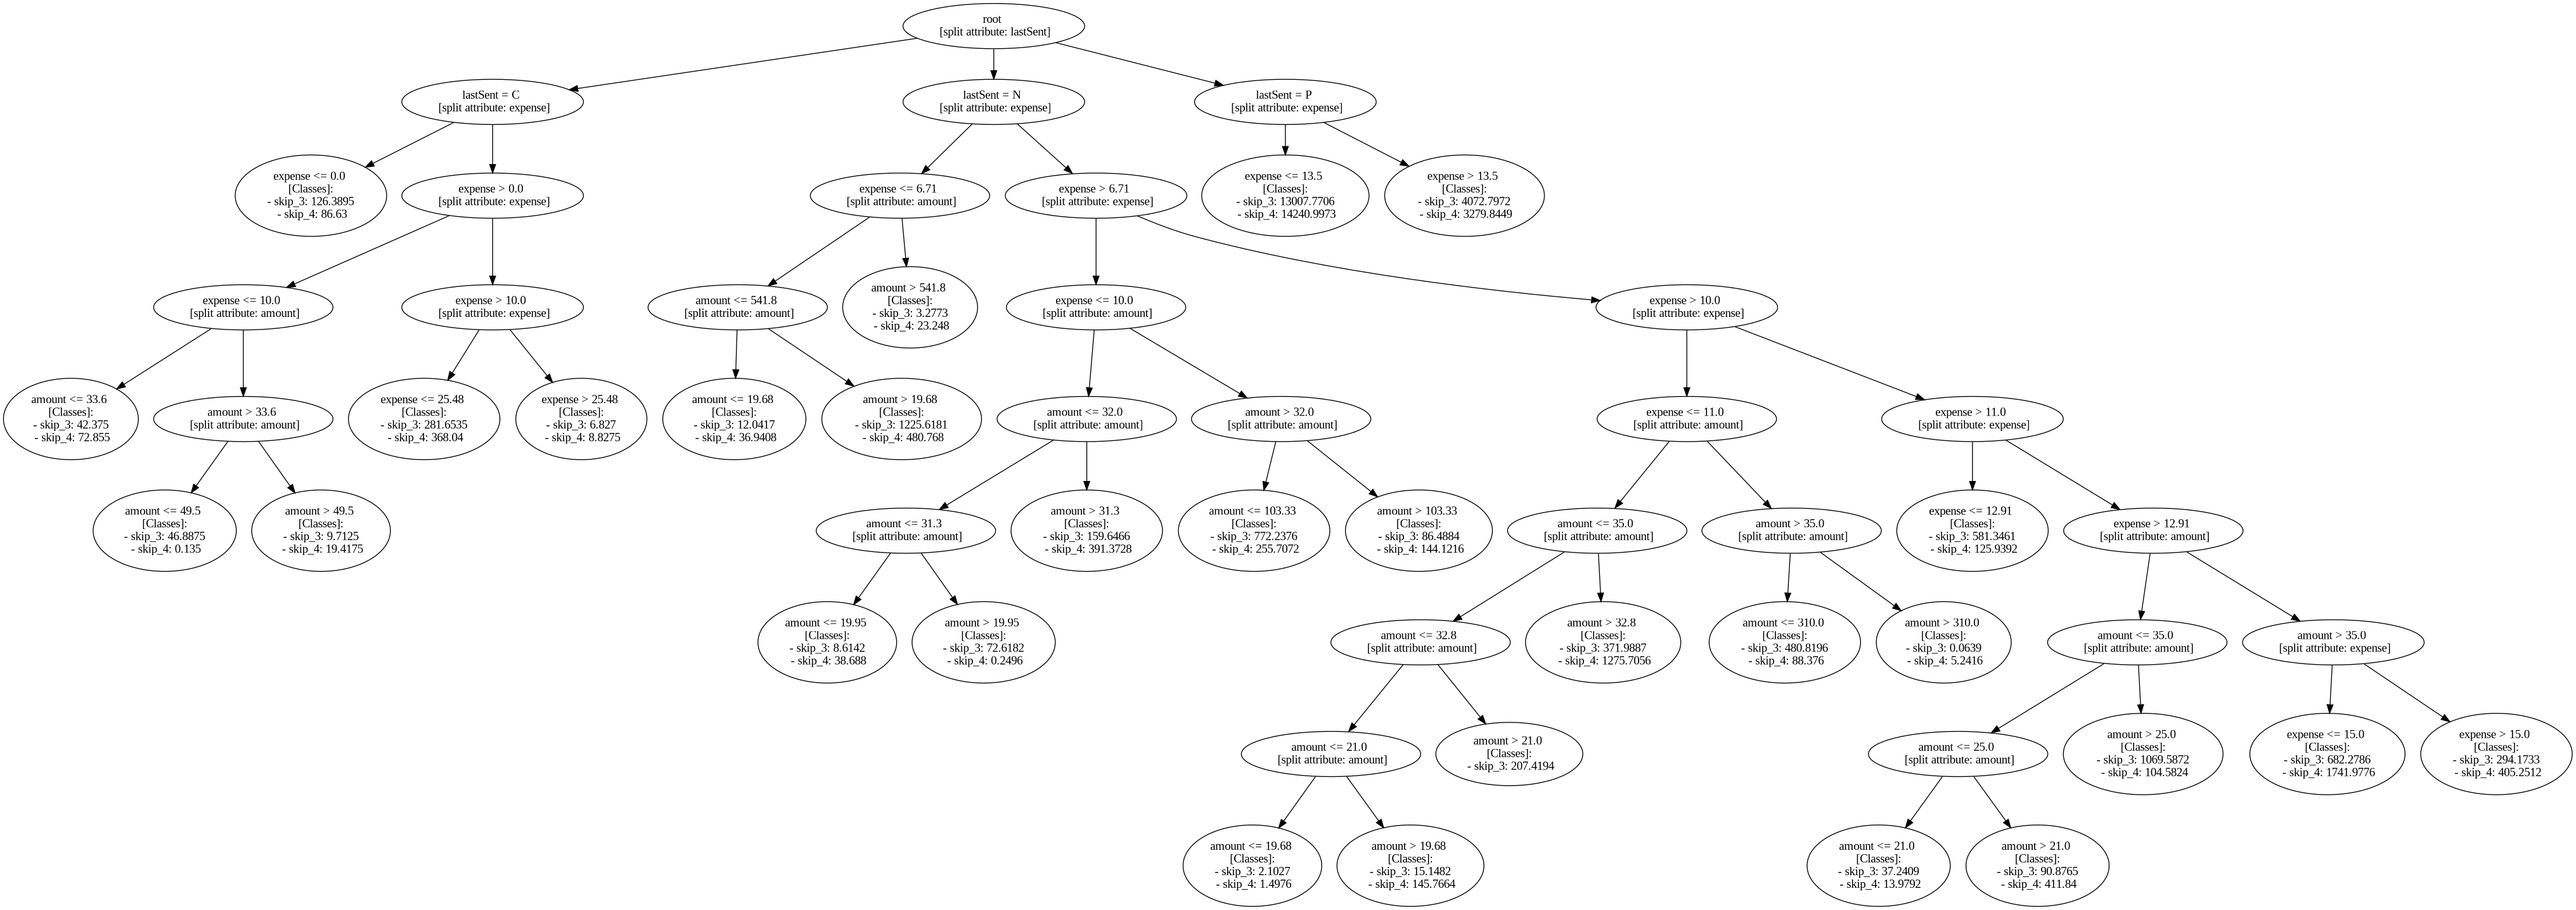 root
[split attribute: lastSent]
lastSent = C
[split attribute: expense]
lastSent = N
[split attribute: expense]
lastSent = P
[split attribute: expense]
expense <= 0.0
[Classes]:
- skip_3: 126.3895
- skip_4: 86.63
expense > 0.0
[split attribute: expense]
expense <= 6.71
[split attribute: amount]
expense > 6.71
[split attribute: expense]
expense <= 13.5
[Classes]:
- skip_3: 13007.7706
- skip_4: 14240.9973
expense > 13.5
[Classes]:
- skip_3: 4072.7972
- skip_4: 3279.8449
expense <= 10.0
[split attribute: amount]
expense > 10.0
[split attribute: expense]
amount <= 541.8
[split attribute: amount]
amount > 541.8
[Classes]:
- skip_3: 3.2773
- skip_4: 23.248
expense <= 10.0
[split attribute: amount]
expense > 10.0
[split attribute: expense]
amount <= 33.6
[Classes]:
- skip_3: 42.375
- skip_4: 72.855
amount > 33.6
[split attribute: amount]
expense <= 25.48
[Classes]:
- skip_3: 281.6535
- skip_4: 368.04
expense > 25.48
[Classes]:
- skip_3: 6.827
- skip_4: 8.8275
amount <= 19.68
[Classes]:
- skip_3: 12.0417
- skip_4: 36.9408
amount > 19.68
[Classes]:
- skip_3: 1225.6181
- skip_4: 480.768
amount <= 32.0
[split attribute: amount]
amount > 32.0
[split attribute: amount]
expense <= 11.0
[split attribute: amount]
expense > 11.0
[split attribute: expense]
amount <= 49.5
[Classes]:
- skip_3: 46.8875
- skip_4: 0.135
amount > 49.5
[Classes]:
- skip_3: 9.7125
- skip_4: 19.4175
amount <= 31.3
[split attribute: amount]
amount > 31.3
[Classes]:
- skip_3: 159.6466
- skip_4: 391.3728
amount <= 103.33
[Classes]:
- skip_3: 772.2376
- skip_4: 255.7072
amount > 103.33
[Classes]:
- skip_3: 86.4884
- skip_4: 144.1216
amount <= 35.0
[split attribute: amount]
amount > 35.0
[split attribute: amount]
expense <= 12.91
[Classes]:
- skip_3: 581.3461
- skip_4: 125.9392
expense > 12.91
[split attribute: amount]
amount <= 19.95
[Classes]:
- skip_3: 8.6142
- skip_4: 38.688
amount > 19.95
[Classes]:
- skip_3: 72.6182
- skip_4: 0.2496
amount <= 32.8
[split attribute: amount]
amount > 32.8
[Classes]:
- skip_3: 371.9887
- skip_4: 1275.7056
amount <= 310.0
[Classes]:
- skip_3: 480.8196
- skip_4: 88.376
amount > 310.0
[Classes]:
- skip_3: 0.0639
- skip_4: 5.2416
amount <= 35.0
[split attribute: amount]
amount > 35.0
[split attribute: expense]
amount <= 21.0
[split attribute: amount]
amount > 21.0
[Classes]:
- skip_3: 207.4194
amount <= 25.0
[split attribute: amount]
amount > 25.0
[Classes]:
- skip_3: 1069.5872
- skip_4: 104.5824
expense <= 15.0
[Classes]:
- skip_3: 682.2786
- skip_4: 1741.9776
expense > 15.0
[Classes]:
- skip_3: 294.1733
- skip_4: 405.2512
amount <= 19.68
[Classes]:
- skip_3: 2.1027
- skip_4: 1.4976
amount > 19.68
[Classes]:
- skip_3: 15.1482
- skip_4: 145.7664
amount <= 21.0
[Classes]:
- skip_3: 37.2409
- skip_4: 13.9792
amount > 21.0
[Classes]:
- skip_3: 90.8765
- skip_4: 411.84